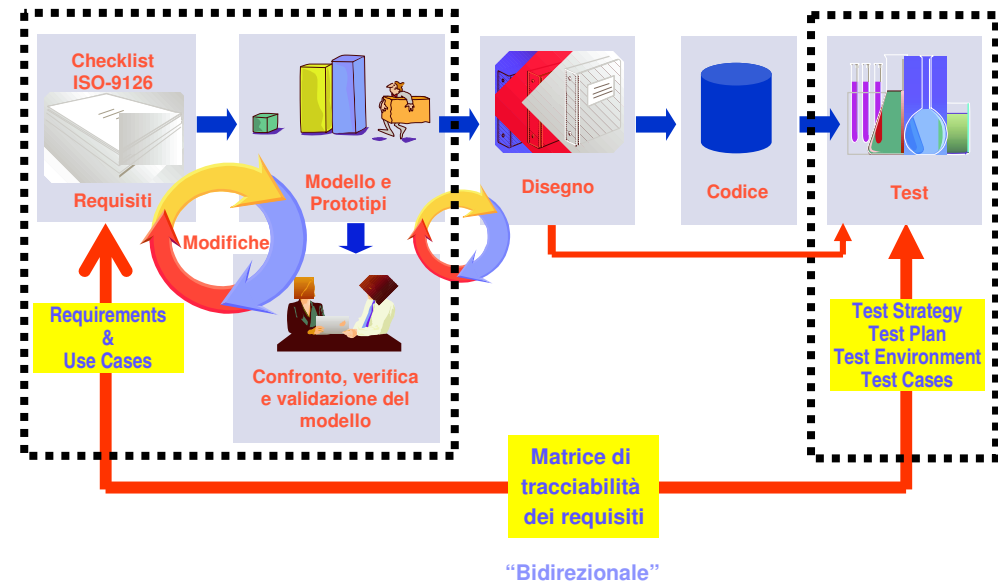 Checklist
ISO-9126
Requisiti
Modello e
Prototipi
Modifiche
Confronto, verifica
e validazione del
modello
Disegno
Codice
Test
Requirements
&
Use Cases
Test Strategy
Test Plan
Test Environment
Test Cases
Matrice di
tracciabilità
dei requisiti
“Bidirezionale”